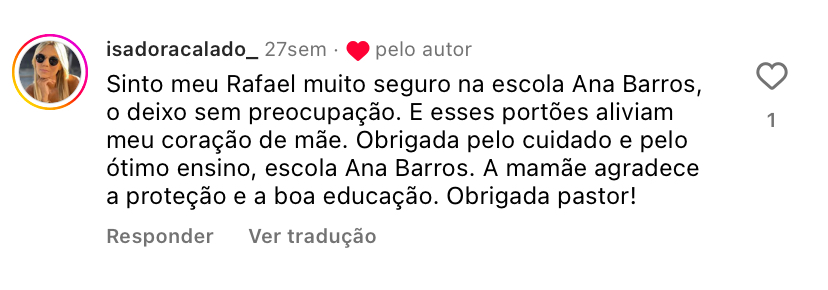 isadoracalado_ 27sem · ❤️ pelo autor
Sinto meu Rafael muito seguro na escola Ana Barros,
o deixo sem preocupação. E esses portões aliviam
meu coração de mãe. Obrigada pelo cuidado e pelo
ótimo ensino, escola Ana Barros. A mamãe agradece
a proteção e a boa educação. Obrigada pastor!
1
Responder Ver tradução